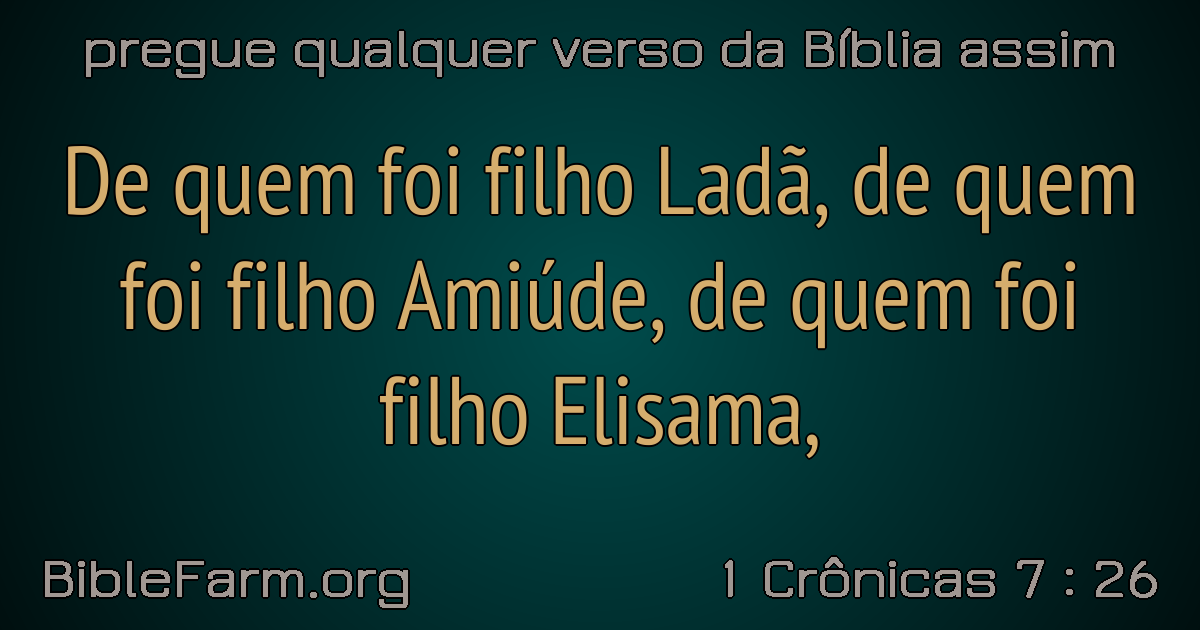 pregue qualquer verso da Bíblia assim
De quem foi filho Ladã, de quem
foi filho Amiúde, de quem foi
filho Elisama,
BibleFarm.org
1 Crônicas 7 : 26